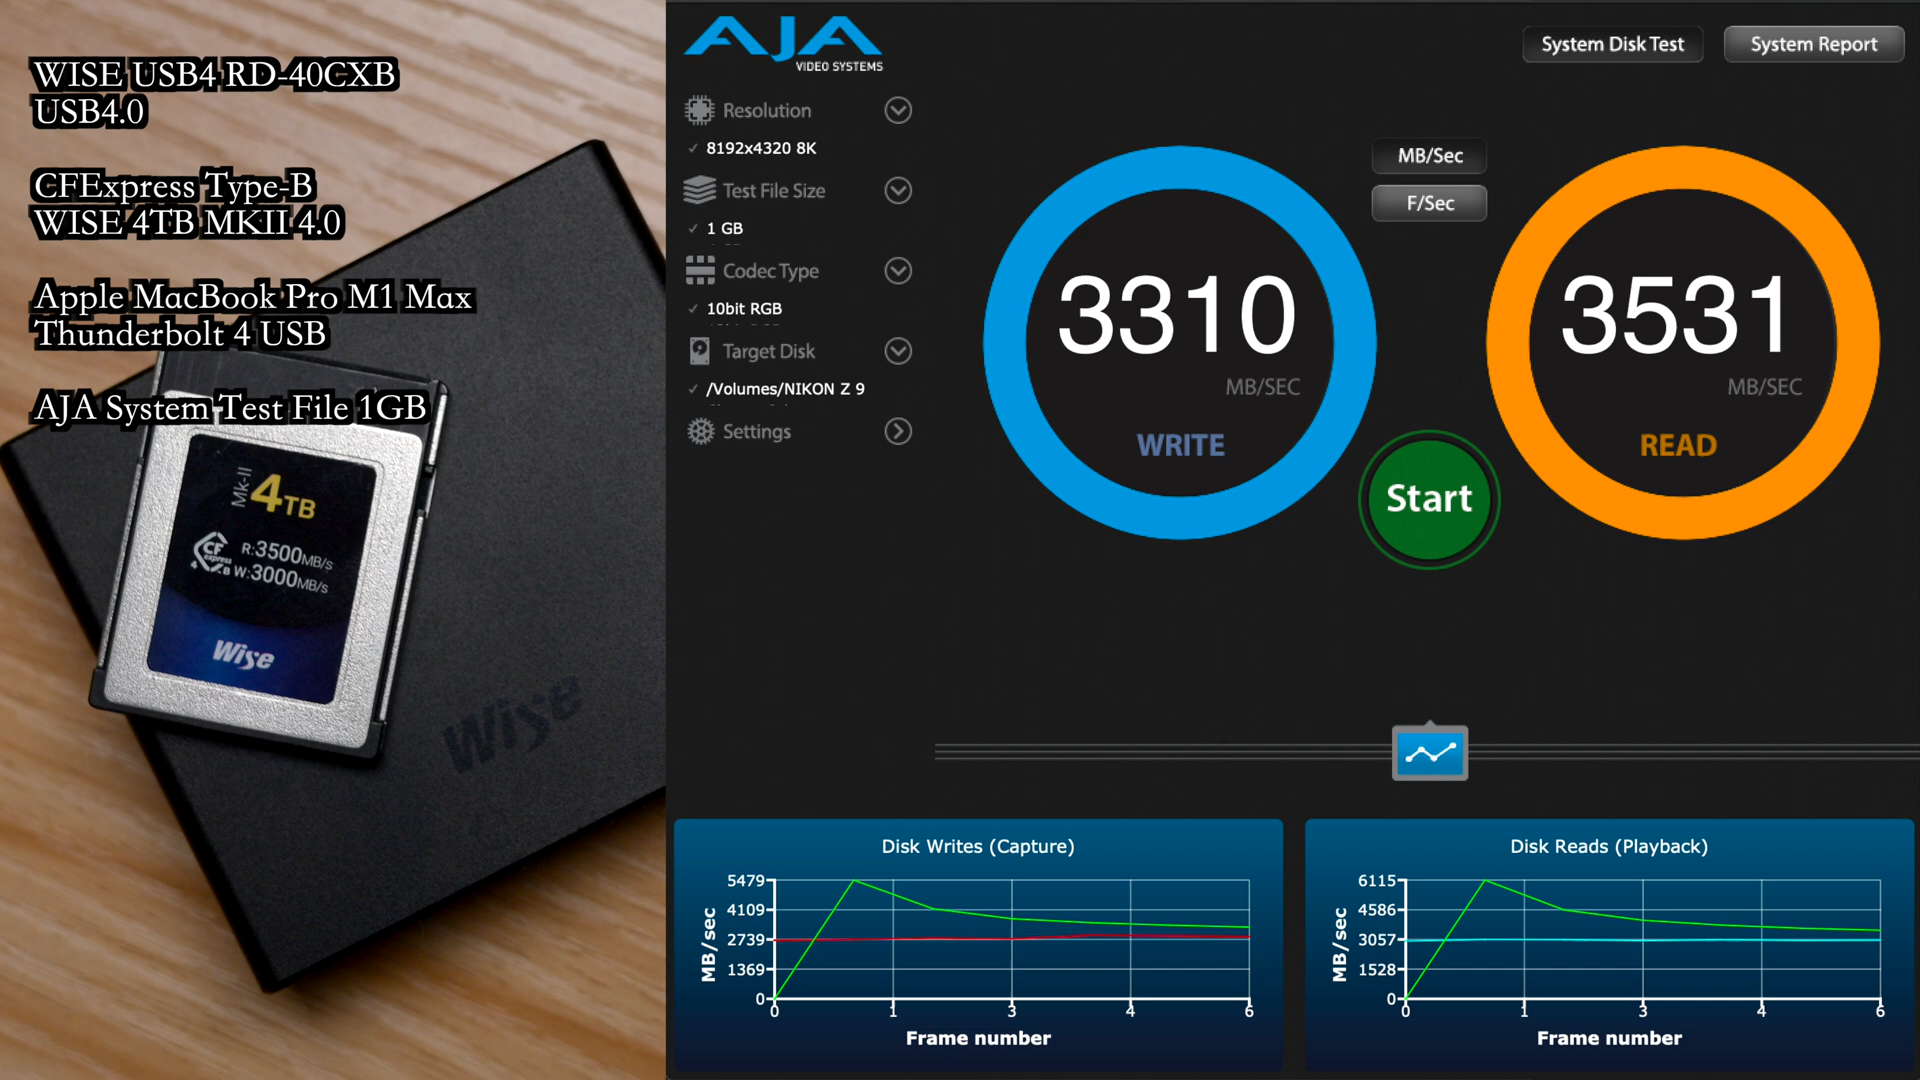 WISE USB4 RD-40CXB
USB4.0
CFExpress Type-B
WISE 4TB MKII 4.0
Apple MacBook Pro M1 Max
Thunderbolt 4 USB
AJA System Test File 1GB
Mk-II
4TB
CF
express
4
B
R:3500MB/s
W:3000MB/s
Wise
Wise
AJA
VIDEO SYSTEMS
System Disk Test
System Report
Resolution
8192x4320 8K
Test File Size
1 GB
Codec Type
10bit RGB
Target Disk
/Volumes/NIKON Z 9
Settings
3310
MB/SEC
WRITE
MB/Sec
F/Sec
Start
3531
MB/SEC
READ
Disk Writes (Capture)
MB/sec
5479
4109
2739
1369
0
0 1 3 4 6
Frame number
Disk Reads (Playback)
MB/sec
6115
4586
3057
1528
0
0 1 3 4 6
Frame number